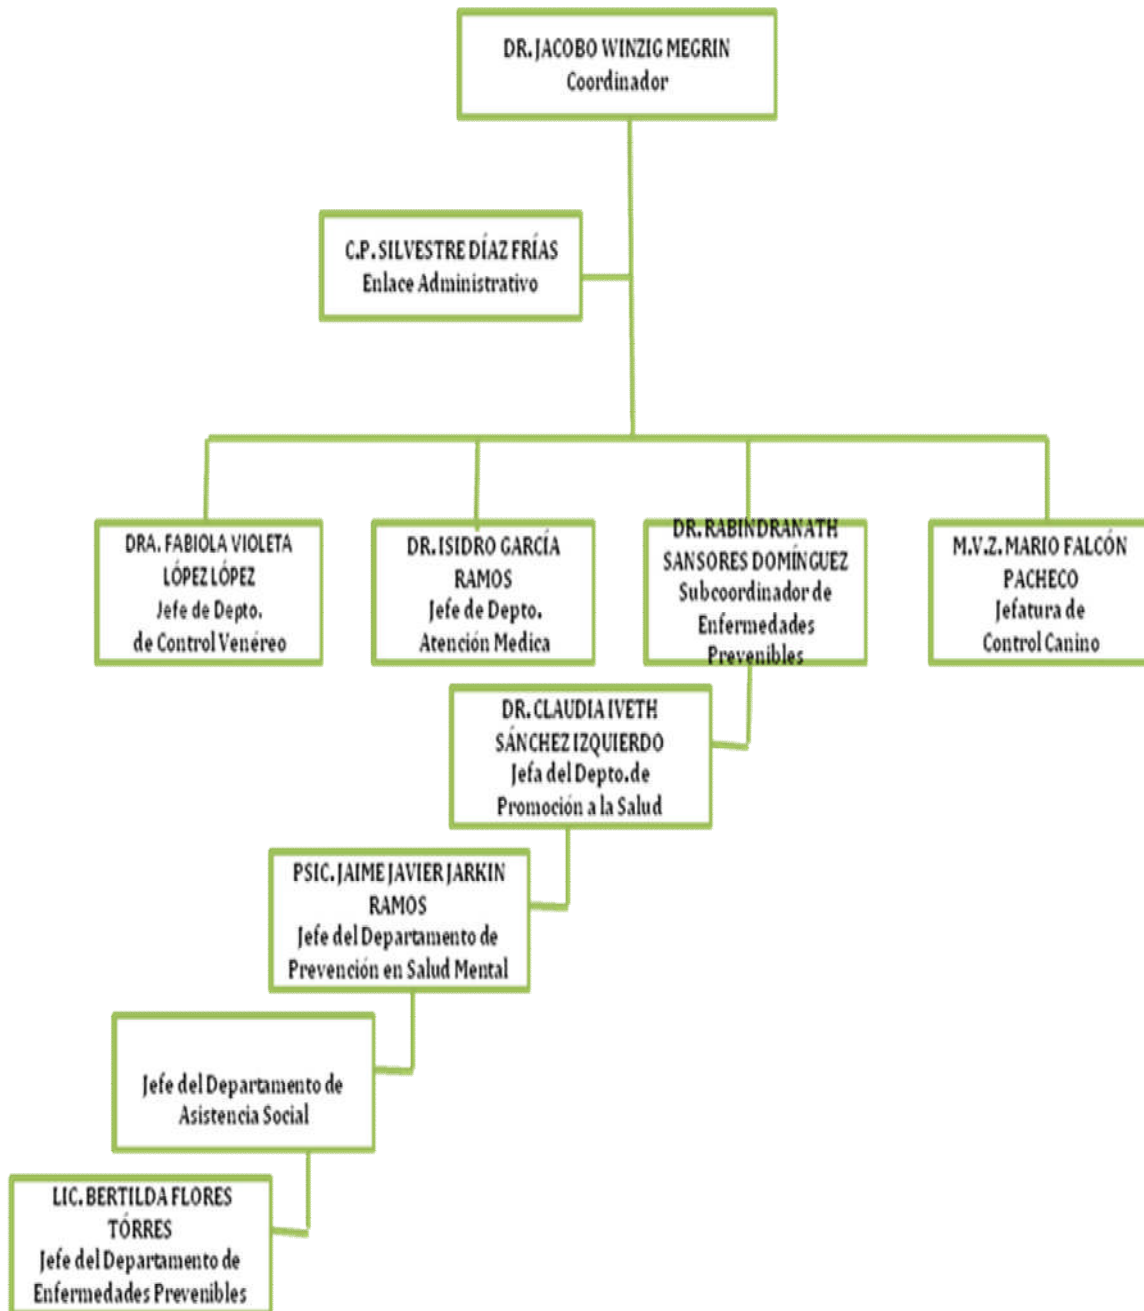 DR. JACOBO WINZIG MEGRIN
Coordinador
C.P. SILVESTRE DÍAZ FRÍAS
Enlace Administrativo
DRA. FABIOLA VIOLETA
LÓPEZ LÓPEZ
Jefe de Depto.
de Control Venéreo
DR. ISIDRO GARCÍA
RAMOS
Jefe de Depto.
Atención Medica
DR. RABINDRANATH
SANSORES DOMÍNGUEZ
Subcoordinador de
Enfermedades
Prevenibles
M.V.Z. MARIO FALCÓN
PACHECO
Jefatura de
Control Canino
DR. CLAUDIA IVETH
SÁNCHEZ IZQUIERDO
Jefa del Depto.de
Promoción a la Salud
PSIC. JAIME JAVIER JARKIN
RAMOS
Jefe del Departamento de
Prevención en Salud Mental
Jefe del Departamento de
Asistencia Social
LIC. BERTILDA FLORES
TÓRRES
Jefe del Departamento de
Enfermedades Prevenibles